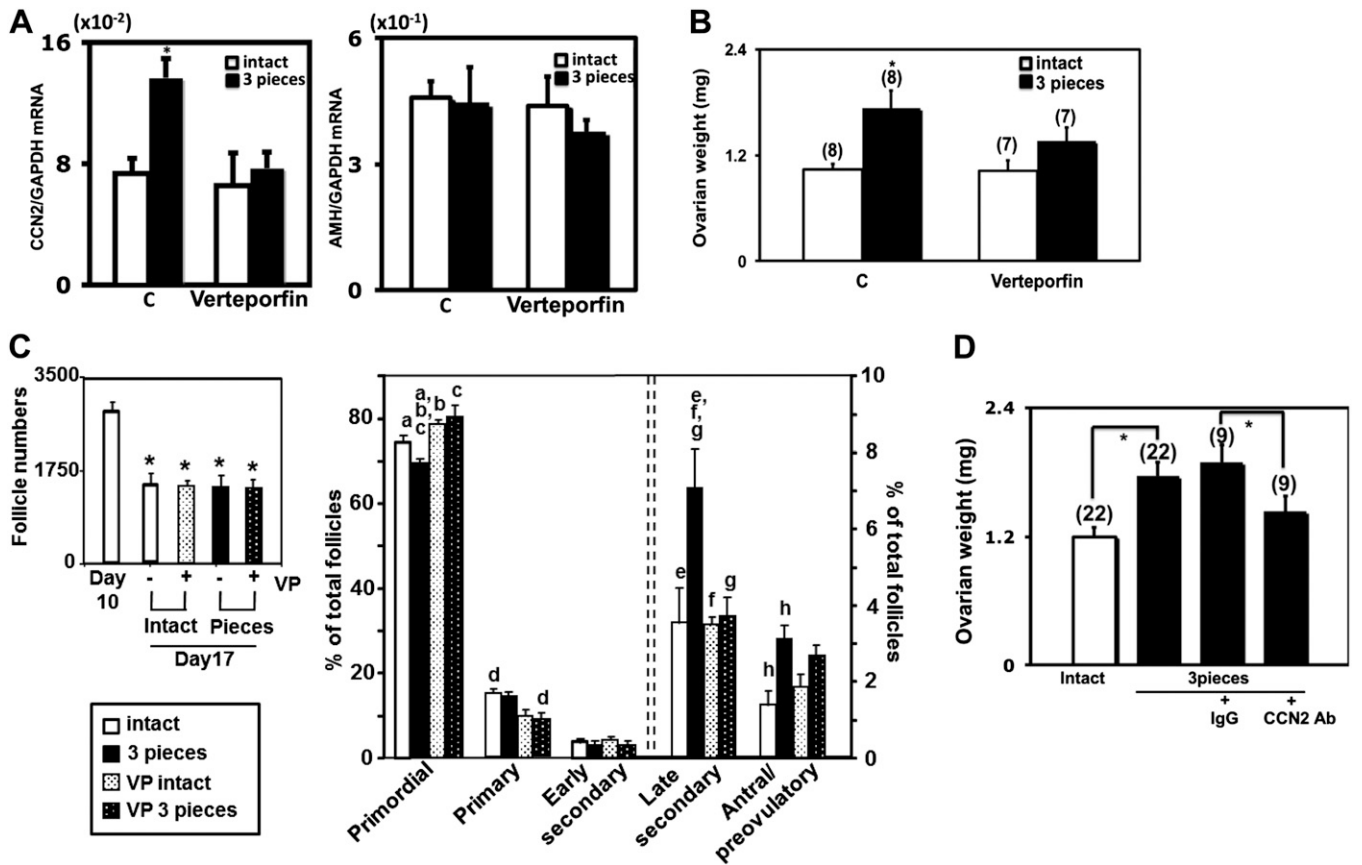 A
(x10-2)
16
8
0
CCN2/GAPDH mRNA
*
intact
3 pieces
C
Verteporfin
(x10-1)
6
3
0
AMH/GAPDH mRNA
intact
3 pieces
C
Verteporfin
B
2.4
1.2
0
Ovarian weight (mg)
intact
3 pieces
(8)
*
(8)
(7)
(7)
C
Verteporfin
C
3500
1750
0
Follicle numbers
* * * *
Day 10
- + - + VP
Intact Pieces
Day17
intact
3 pieces
VP intact
VP 3 pieces
80
60
40
20
0
% of total follicles
a
a,
b,
c
b
c
d
d
e
e,
f,
g
f
g
h
h
10
8
6
4
2
0
% of total follicles
Primordial
Primary
Early
secondary
Late
secondary
Antral/
preovulatory
D
2.4
1.2
0
Ovarian weight (mg)
(22)
*
(22)
(9)
*
(9)
Intact
3pieces
+ +
IgG CCN2 Ab